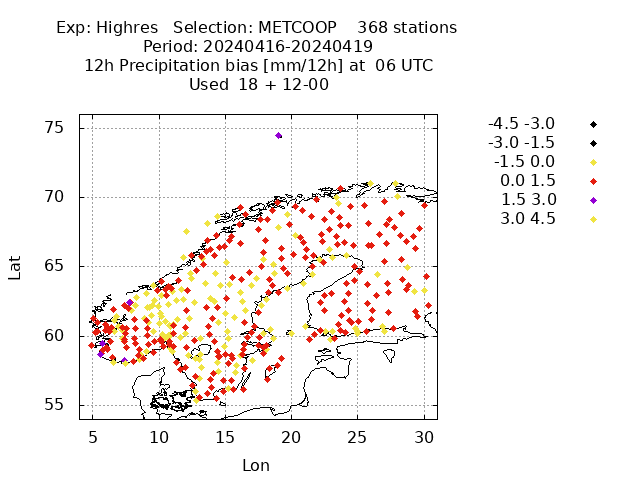 Exp: Highres   Selection: METCOOP    368 stations
Period: 20240416-20240419
12h Precipitation bias [mm/12h] at  06 UTC
Used  18 + 12-00
75
70
65
60
55
5 10 15 20 25 30
Lat
Lon
-4.5 -3.0
-3.0 -1.5
-1.5 0.0
0.0 1.5
1.5 3.0
3.0 4.5